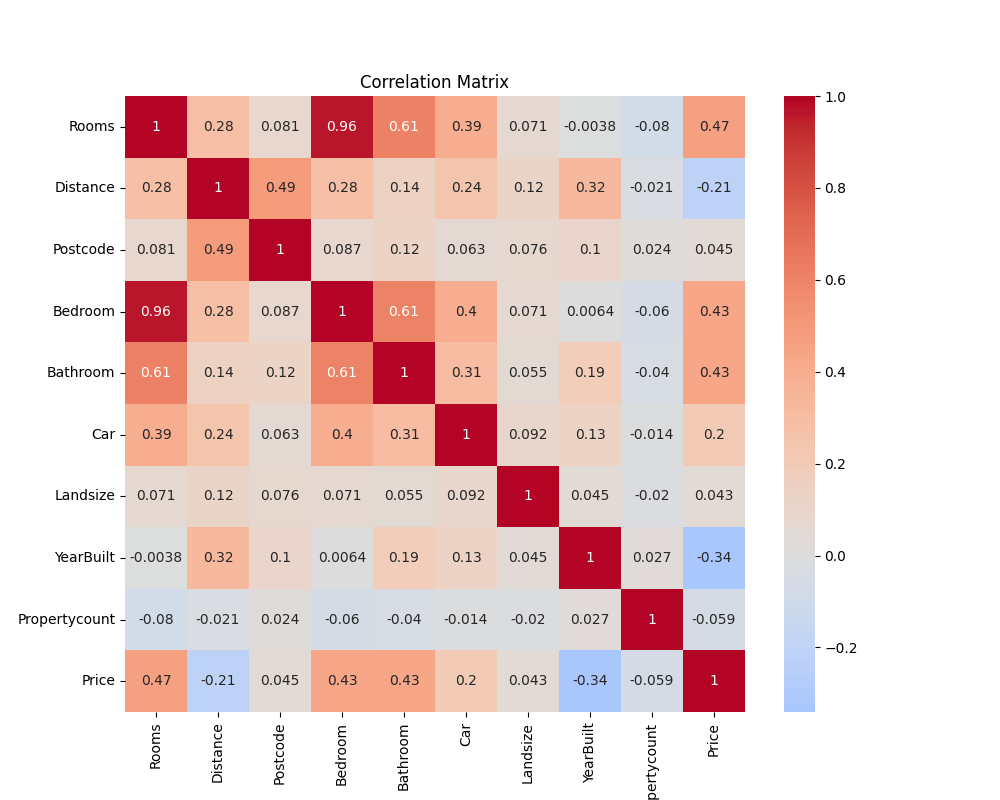 Correlation Matrix
Rooms 1 0.28 0.081 0.96 0.61 0.39 0.071 -0.0038 -0.08 0.47
Distance 0.28 1 0.49 0.28 0.14 0.24 0.12 0.32 -0.021 -0.21
Postcode 0.081 0.49 1 0.087 0.12 0.063 0.076 0.1 0.024 0.045
Bedroom 0.96 0.28 0.087 1 0.61 0.4 0.071 0.0064 -0.06 0.43
Bathroom 0.61 0.14 0.12 0.61 1 0.31 0.055 0.19 -0.04 0.43
Car 0.39 0.24 0.063 0.4 0.31 1 0.092 0.13 -0.014 0.2
Landsize 0.071 0.12 0.076 0.071 0.055 0.092 1 0.045 -0.02 0.043
YearBuilt -0.0038 0.32 0.1 0.0064 0.19 0.13 0.045 1 0.027 -0.34
Propertycount -0.08 -0.021 0.024 -0.06 -0.04 -0.014 -0.02 0.027 1 -0.059
Price 0.47 -0.21 0.045 0.43 0.43 0.2 0.043 -0.34 -0.059 1
Rooms Distance Postcode Bedroom Bathroom Car Landsize YearBuilt pertycount Price
1.0
0.8
0.6
0.4
0.2
0.0
−0.2